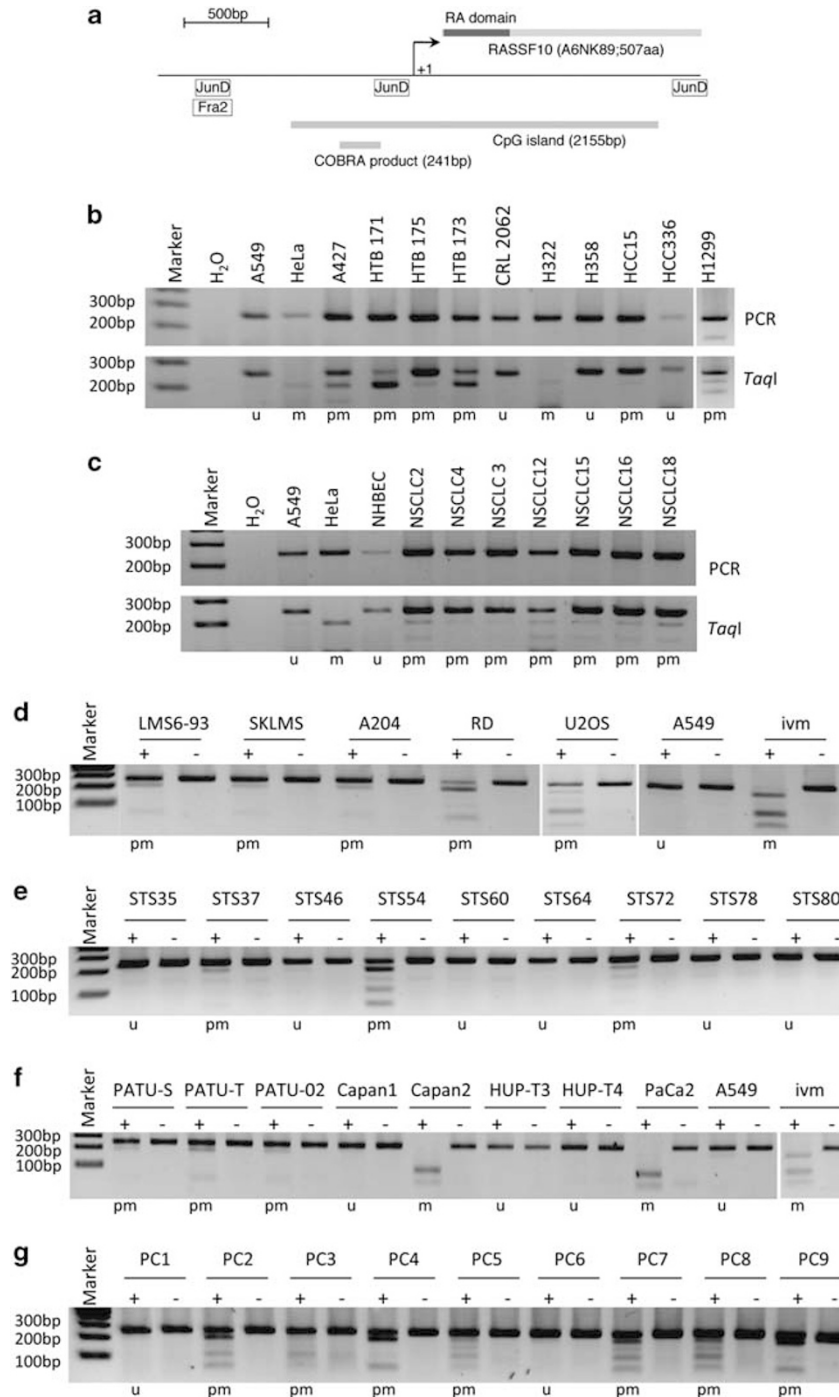 a
500bp
RA domain
RASSF10 (A6NK89;507aa)
+1
JunD JunD JunD
Fra2
CpG island (2155bp)
COBRA product (241bp)
b
Marker H₂O A549 HeLa A427 HTB 171 HTB 175 HTB 173 CRL 2062 H322 H358 HCC15 HCC336 H1299
300bp
200bp
PCR
300bp
200bp
TaqI
u m pm pm pm pm u m u pm u pm
c
Marker H₂O A549 HeLa NHBEC NSCLC2 NSCLC4 NSCLC 3 NSCLC12 NSCLC15 NSCLC16 NSCLC18
300bp
200bp
PCR
300bp
200bp
TaqI
u m u pm pm pm pm pm pm pm
d
Marker LMS6-93 SKLMS A204 RD U2OS A549 ivm
+ - + - + - + - + - + - + -
300bp
200bp
100bp
pm pm pm pm pm u m
e
Marker STS35 STS37 STS46 STS54 STS60 STS64 STS72 STS78 STS80
+ - + - + - + - + - + - + - + - + -
300bp
200bp
100bp
u pm u pm u u pm u u
f
Marker PATU-S PATU-T PATU-02 Capan1 Capan2 HUP-T3 HUP-T4 PaCa2 A549 ivm
+ - + - + - + - + - + - + - + - + - + -
300bp
200bp
100bp
pm pm pm u m u u m u m
g
Marker PC1 PC2 PC3 PC4 PC5 PC6 PC7 PC8 PC9
+ - + - + - + - + - + - + - + - + -
300bp
200bp
100bp
u pm pm pm pm u pm pm pm